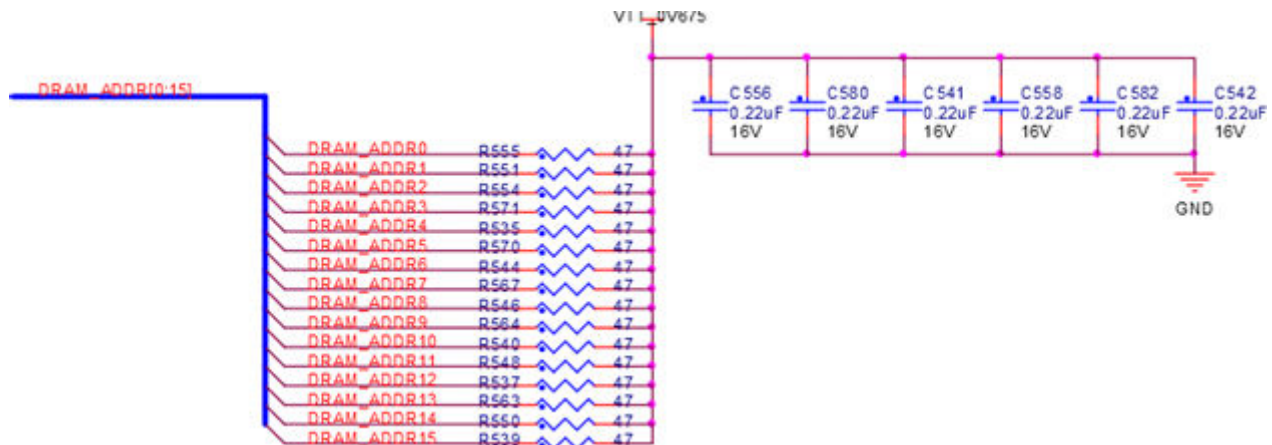 VTT_0V675
DRAM_ADDR[0:15]
C556 C580 C541 C558 C582 C542
0.22uF 0.22uF 0.22uF 0.22uF 0.22uF 0.22uF
16V 16V 16V 16V 16V 16V
DRAM_ADDR0 R555 47
DRAM_ADDR1 R551 47
DRAM_ADDR2 R554 47
DRAM_ADDR3 R571 47
GND
DRAM_ADDR4 R535 47
DRAM_ADDR5 R570 47
DRAM_ADDR6 R544 47
DRAM_ADDR7 R567 47
DRAM_ADDR8 R546 47
DRAM_ADDR9 R564 47
DRAM_ADDR10 R540 47
DRAM_ADDR11 R548 47
DRAM_ADDR12 R537 47
DRAM_ADDR13 R563 47
DRAM_ADDR14 R550 47
DRAM_ADDR15 R539 47